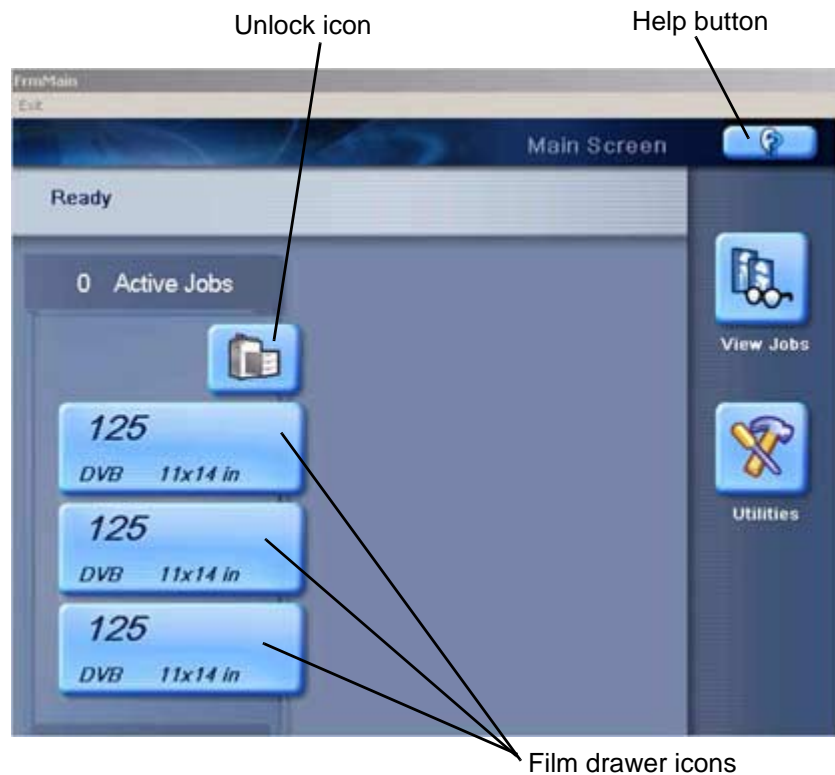 Unlock icon
Help button
FrmMain
Exit
Main Screen
Ready
0 Active Jobs
View Jobs
125
DVB 11x14 in
125
DVB 11x14 in
Utilities
125
DVB 11x14 in
Film drawer icons